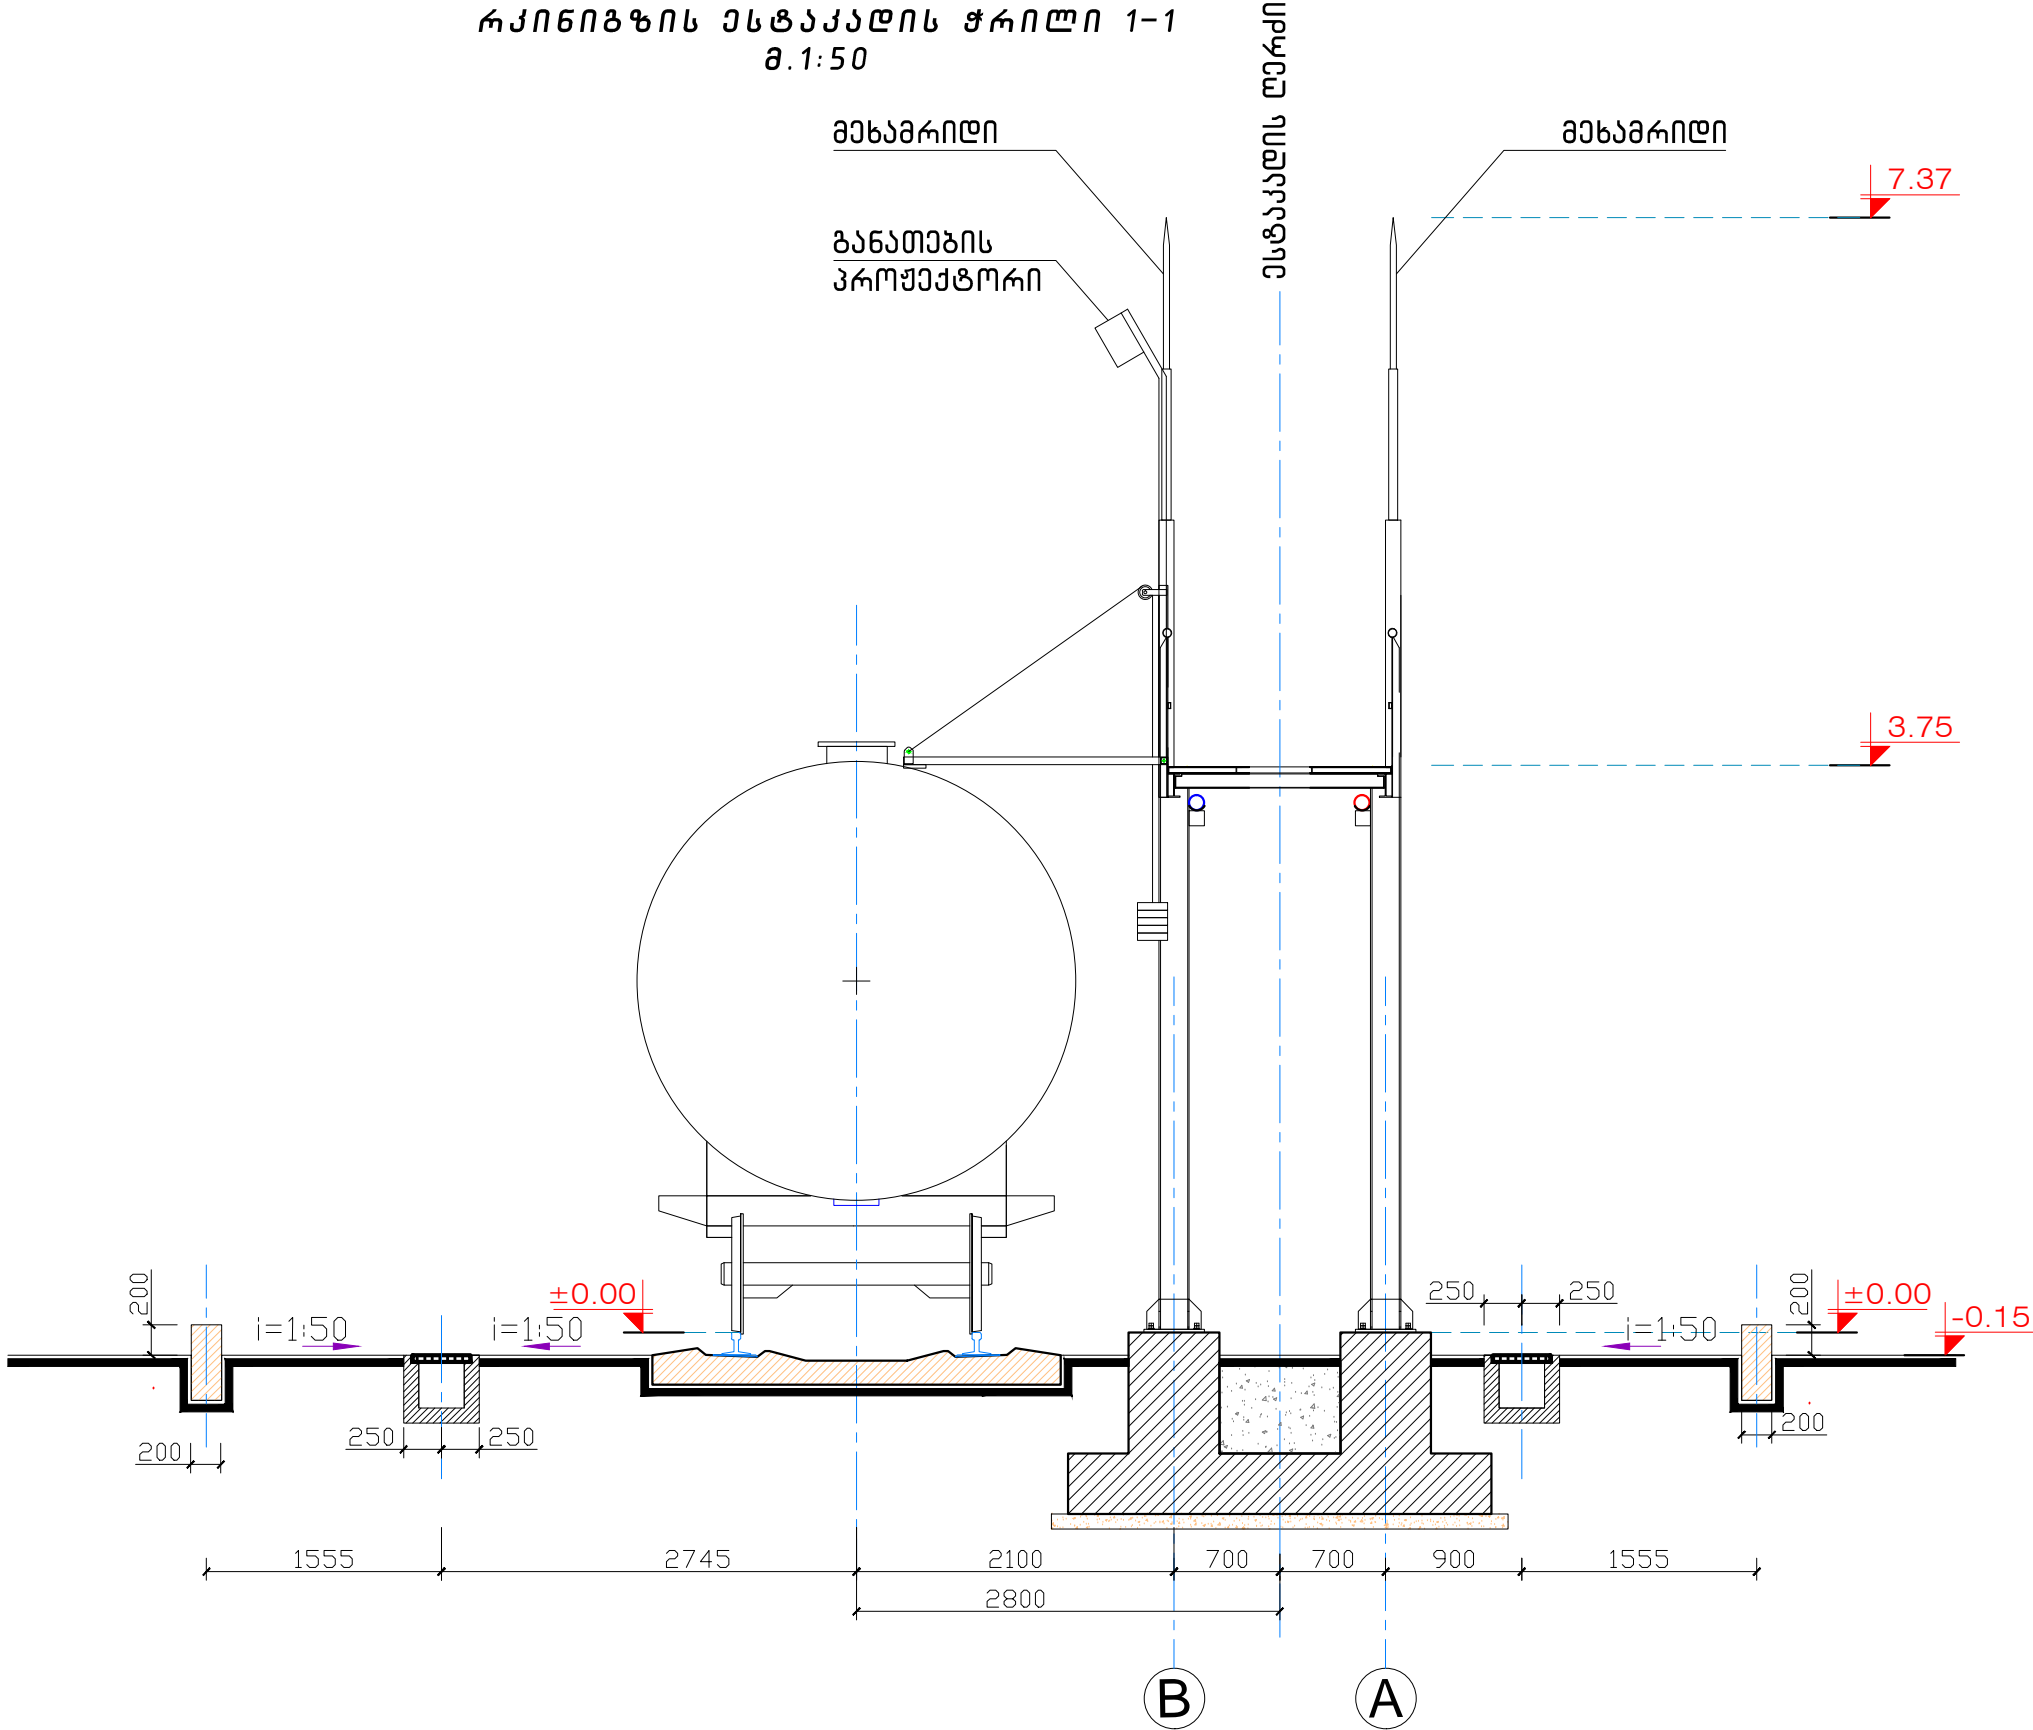 რკინიგზის ესტაკადის ჭრილი 1-1
მ.1:50
ესტაკადის ღერძი
მეხამრიდი
მეხამრიდი
7.37
განათების
პროჟექტორი
3.75
200
i=1:50
i=1:50
±0.00
250
250
i=1:50
200
±0.00
-0.15
200
250
250
200
1555
2745
2100
700
700
900
1555
2800
B
A